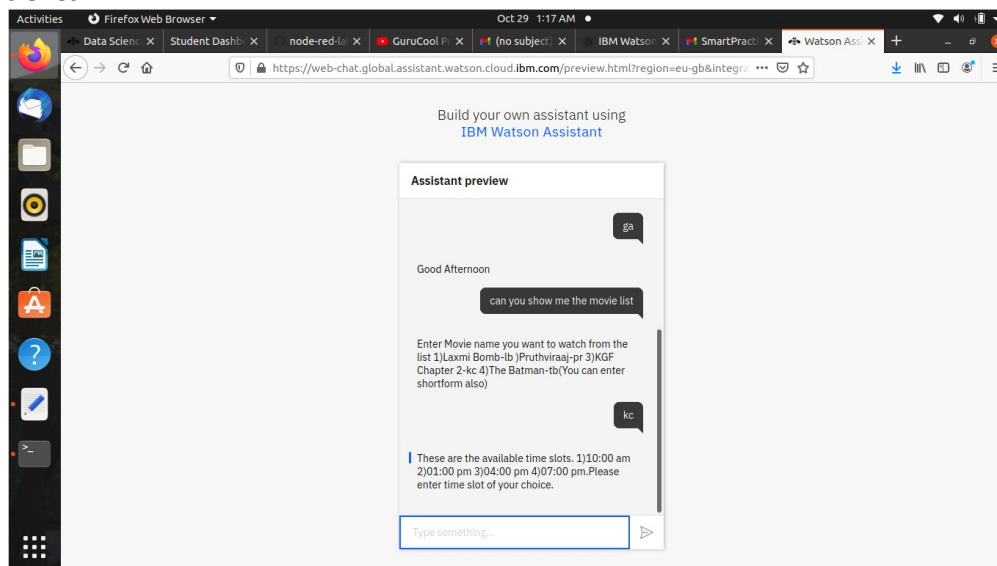 Activities
Firefox Web Browser
Oct 29 1:17 AM
Data Scienc
Student Dashb
node-red-la
GuruCool Pr
(no subject)
IBM Watson
SmartPracti
Watson Assi
https://web-chat.global.assistant.watson.cloud.ibm.com/preview.html?region=eu-gb&integra
Build your own assistant using
IBM Watson Assistant
Assistant preview
ga
Good Afternoon
can you show me the movie list
Enter Movie name you want to watch from the
list 1)Laxmi Bomb-lb )Pruthviraaj-pr 3)KGF
Chapter 2-kc 4)The Batman-tb(You can enter
shortform also)
kc
These are the available time slots. 1)10:00 am
2)01:00 pm 3)04:00 pm 4)07:00 pm.Please
enter time slot of your choice.
Type something...